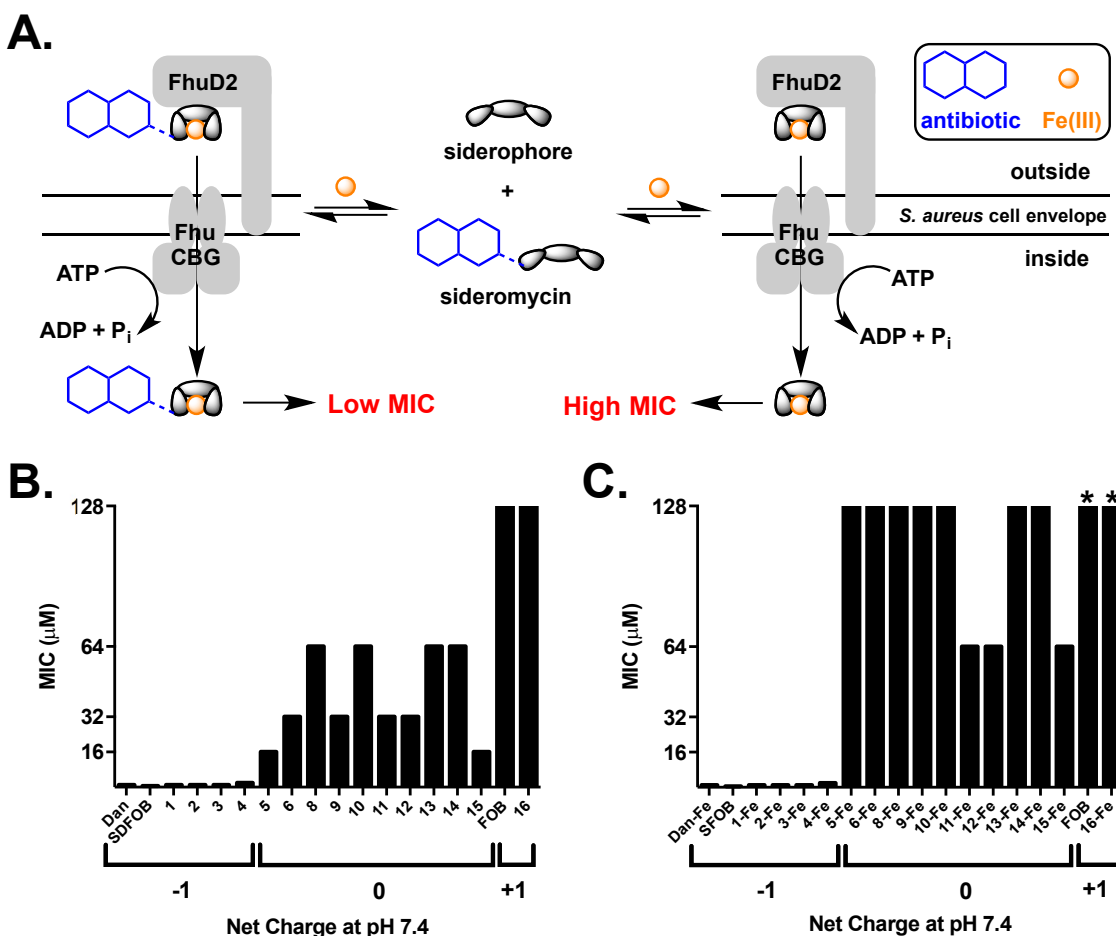 A.
FhuD2
siderophore
+
sideromycin
FhuD2
antibiotic
Fe(III)
outside
S. aureus cell envelope
inside
Fhu
CBG
ATP
ADP + Pi
Low MIC
Fhu
CBG
ATP
ADP + Pi
High MIC
B.
MIC (μM)
128
64
32
16
Dan
SDFOB
1
2
3
4
5
6
8
9
10
11
12
13
14
15
FOB
16
-1
0
+1
Net Charge at pH 7.4
C.
MIC (μM)
128
64
32
16
* *
Dan-Fe
SFOB
1-Fe
2-Fe
3-Fe
4-Fe
5-Fe
6-Fe
8-Fe
9-Fe
10-Fe
11-Fe
12-Fe
13-Fe
14-Fe
15-Fe
FOB
16-Fe
-1
0
+1
Net Charge at pH 7.4